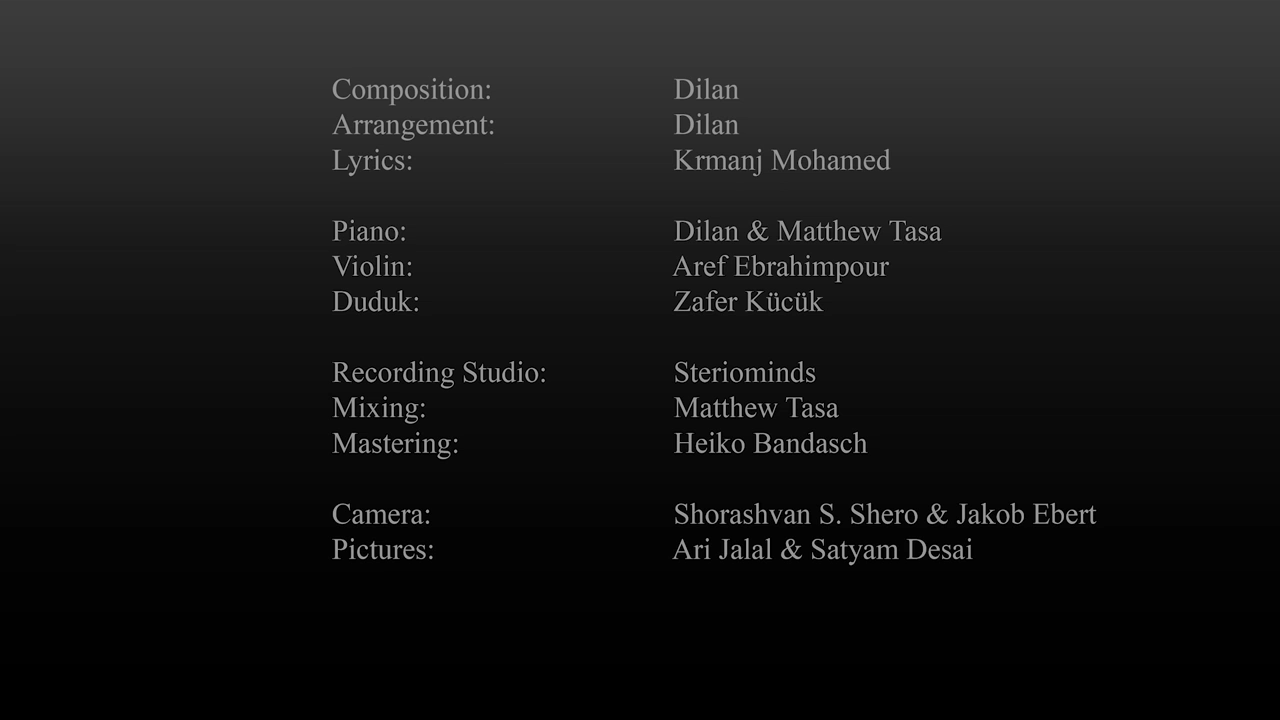 Composition: Dilan
Arrangement: Dilan
Lyrics: Krmanj Mohamed
Piano: Dilan & Matthew Tasa
Violin: Aref Ebrahimpour
Duduk: Zafer Kücük
Recording Studio: Steriominds
Mixing: Matthew Tasa
Mastering: Heiko Bandasch
Camera: Shorashvan S. Shero & Jakob Ebert
Pictures: Ari Jalal & Satyam Desai